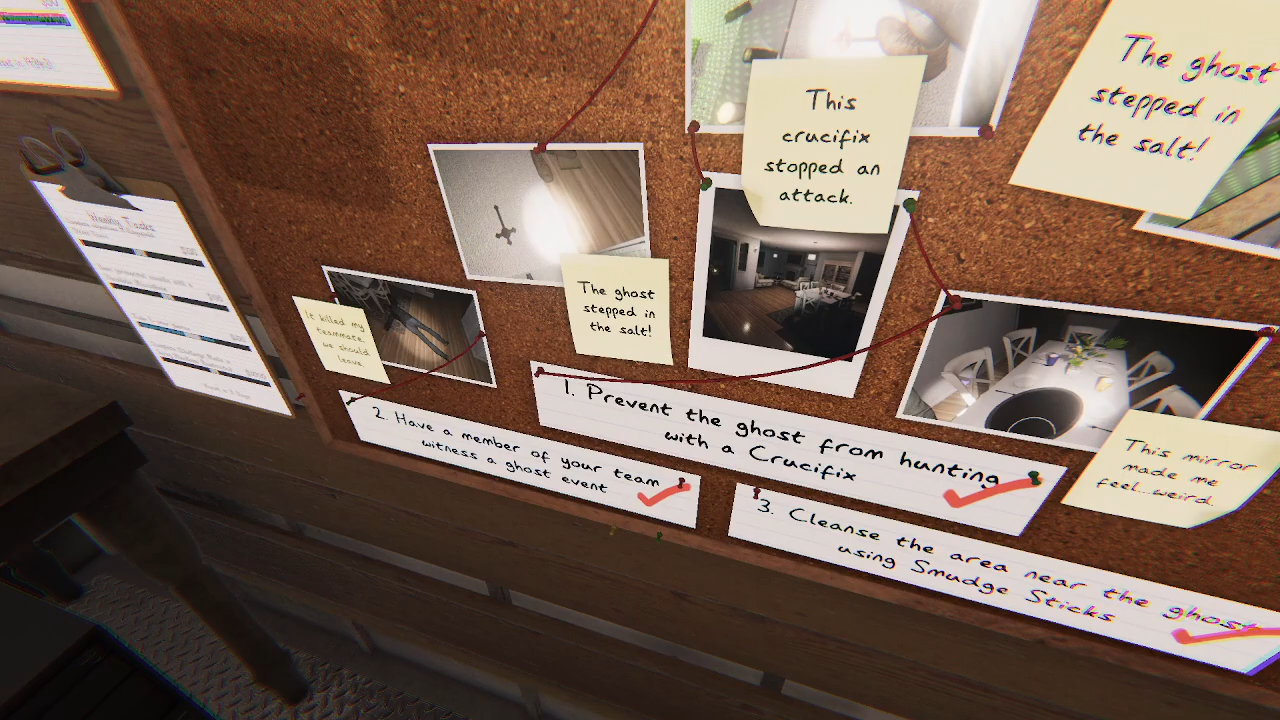 This
crucifix
stopped an
attack.
The ghost
stepped in
the salt!
The ghost
stepped in
the salt!
It killed my
teammate.
we should
leave.
This mirror
made me
feel...weird.
1. Prevent the ghost from hunting
with a Crucifix
2. Have a member of your team
witness a ghost event
3. Cleanse the area near the ghost
using Smudge Sticks
Weekly Tasks